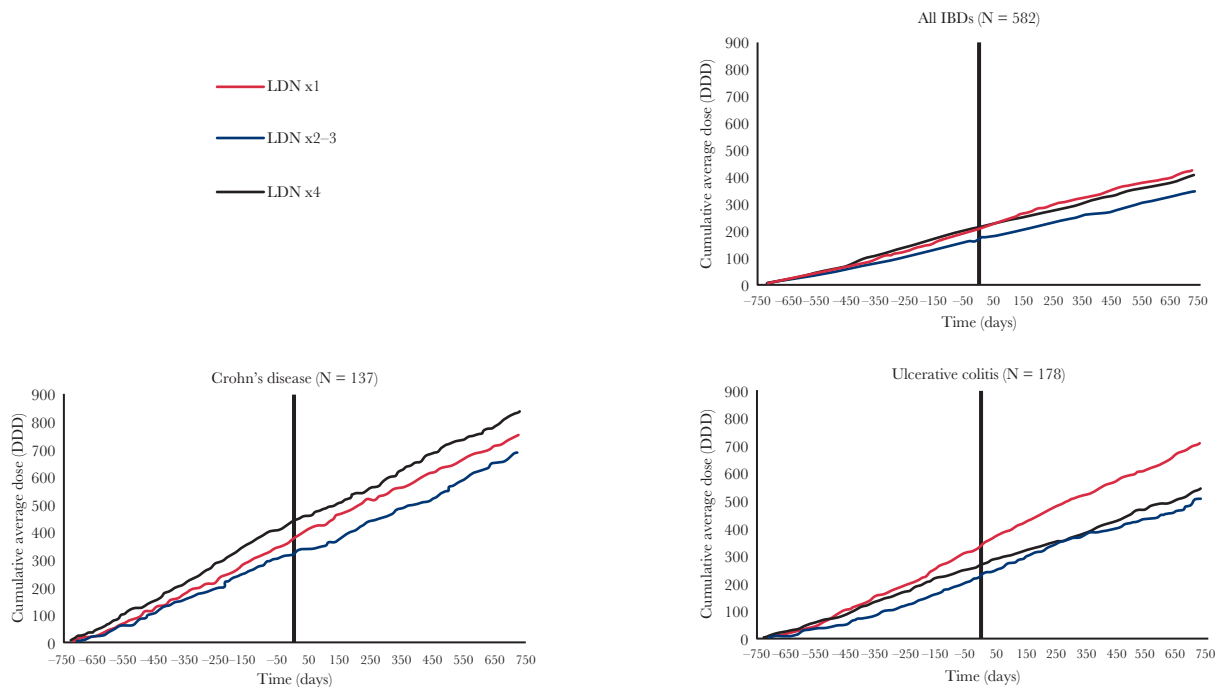 LDN x1
LDN x2–3
LDN x4
All IBDs (N = 582)
Cumulative average dose (DDD)
900
800
700
600
500
400
300
200
100
0
–750 –650 –550 –450 –350 –250 –150 –50 50 150 250 350 450 550 650 750
Time (days)
Crohn's disease (N = 137)
Cumulative average dose (DDD)
900
800
700
600
500
400
300
200
100
0
–750 –650 –550 –450 –350 –250 –150 –50 50 150 250 350 450 550 650 750
Time (days)
Ulcerative colitis (N = 178)
Cumulative average dose (DDD)
900
800
700
600
500
400
300
200
100
0
–750 –650 –550 –450 –350 –250 –150 –50 50 150 250 350 450 550 650 750
Time (days)